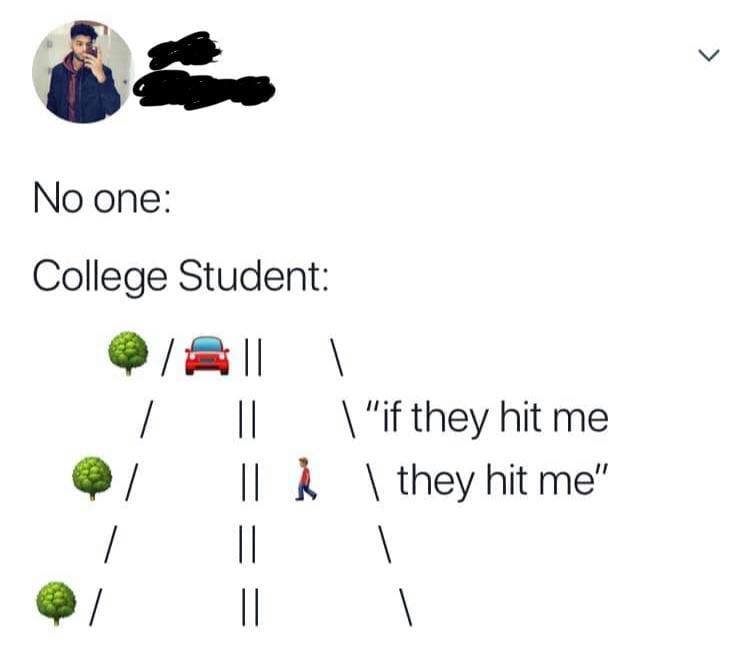 No one:
College Student:
🌳/🚘|| \
/ || \ "if they hit me
🌳/ || 🚶 \ they hit me"
/ || \
🌳/ || \